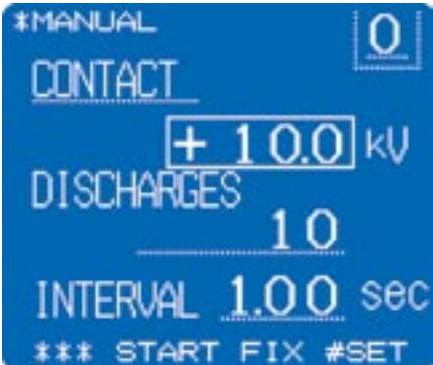 *MANUAL
0
CONTACT
+ 10.0 kV
DISCHARGES
10
INTERVAL 1.00 sec
*** START FIX #SET